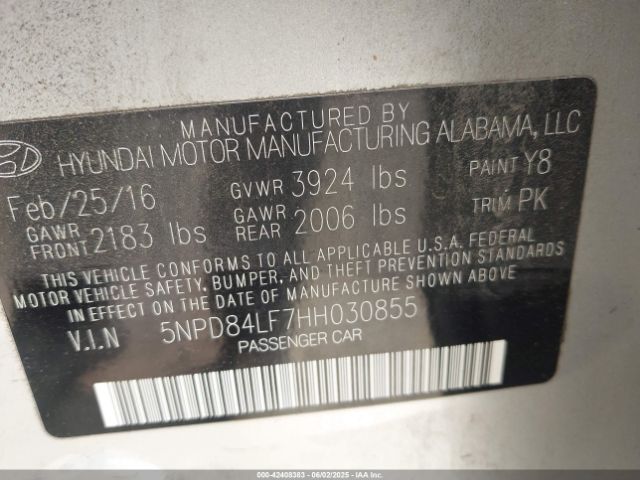 MANUFACTURED BY
HYUNDAI MOTOR MANUFACTURING ALABAMA, LLC
Feb/25/16 GVWR 3924 lbs PAINT Y8
GAWR FRONT 2183 lbs GAWR REAR 2006 lbs TRIM PK
THIS VEHICLE CONFORMS TO ALL APPLICABLE U.S.A. FEDERAL
MOTOR VEHICLE SAFETY, BUMPER, AND THEFT PREVENTION STANDARDS
IN EFFECT ON THE DATE OF MANUFACTURE SHOWN ABOVE
V.I.N 5NPD84LF7HH030855
PASSENGER CAR
000-42408383 - 06/02/2025 - IAAI.CA